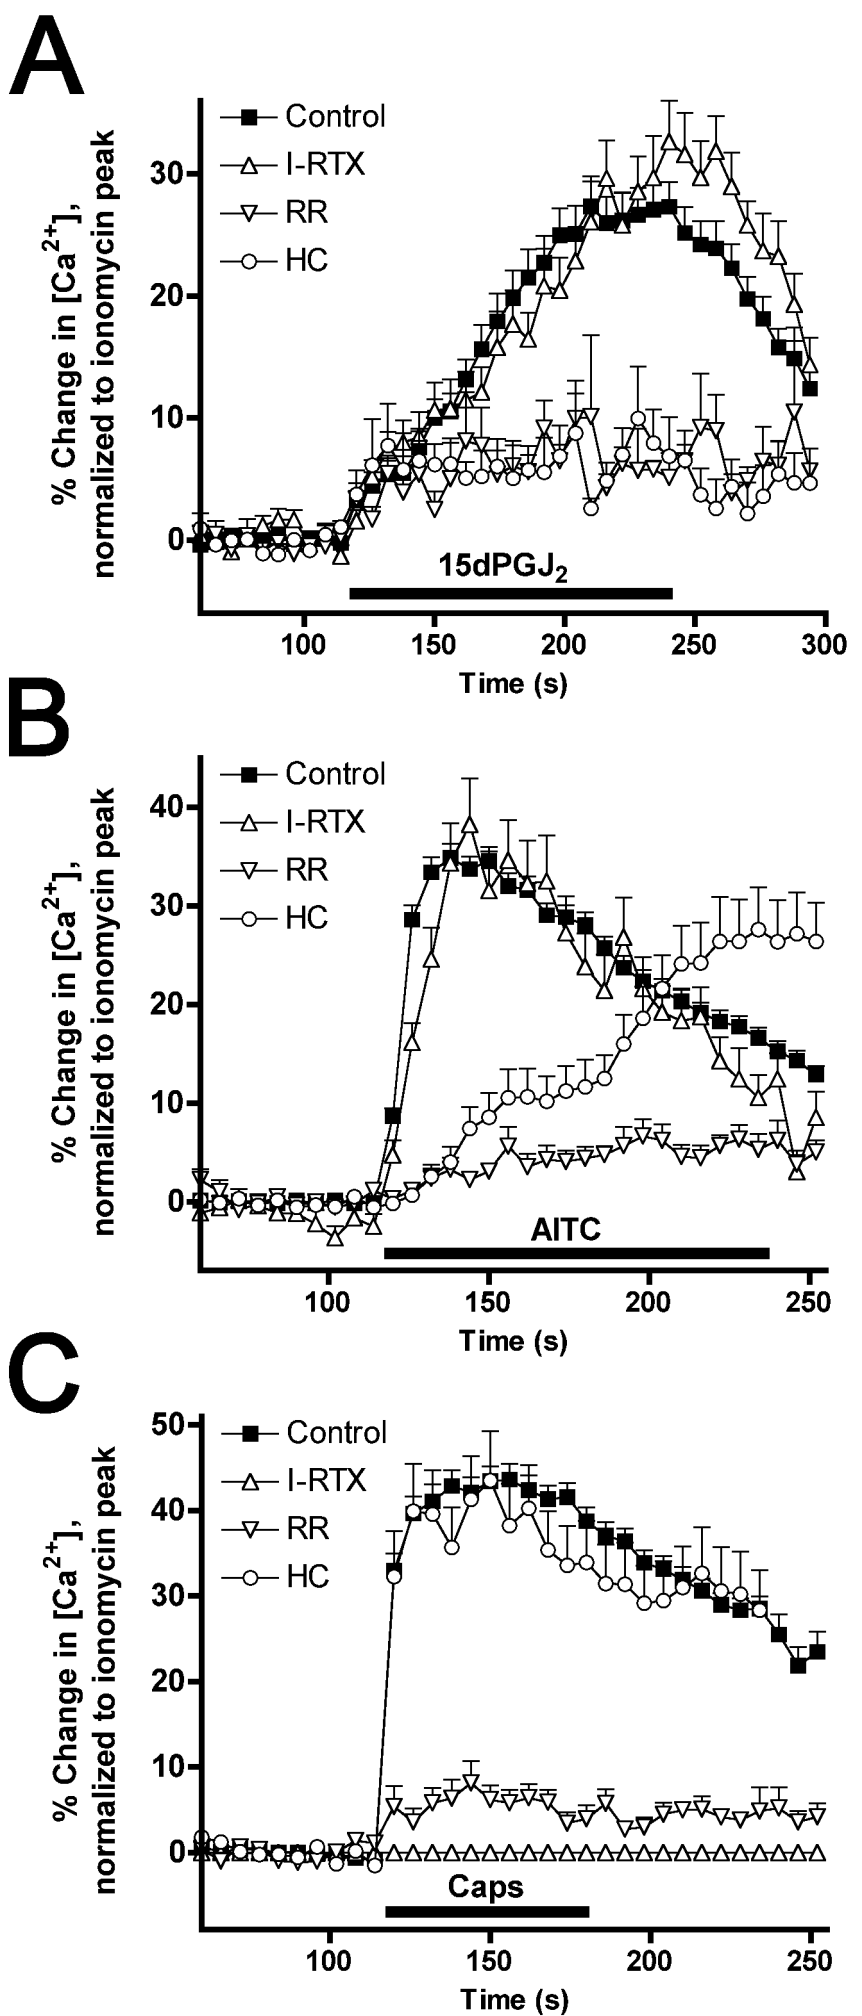 A
% Change in [Ca2+],
normalized to ionomycin peak
Control
I-RTX
RR
HC
30
20
10
0
15dPGJ2
100 150 200 250 300
Time (s)
B
% Change in [Ca2+],
normalized to ionomycin peak
Control
I-RTX
RR
HC
40
30
20
10
0
AITC
100 150 200 250
Time (s)
C
% Change in [Ca2+],
normalized to ionomycin peak
Control
I-RTX
RR
HC
50
40
30
20
10
0
Caps
100 150 200 250
Time (s)